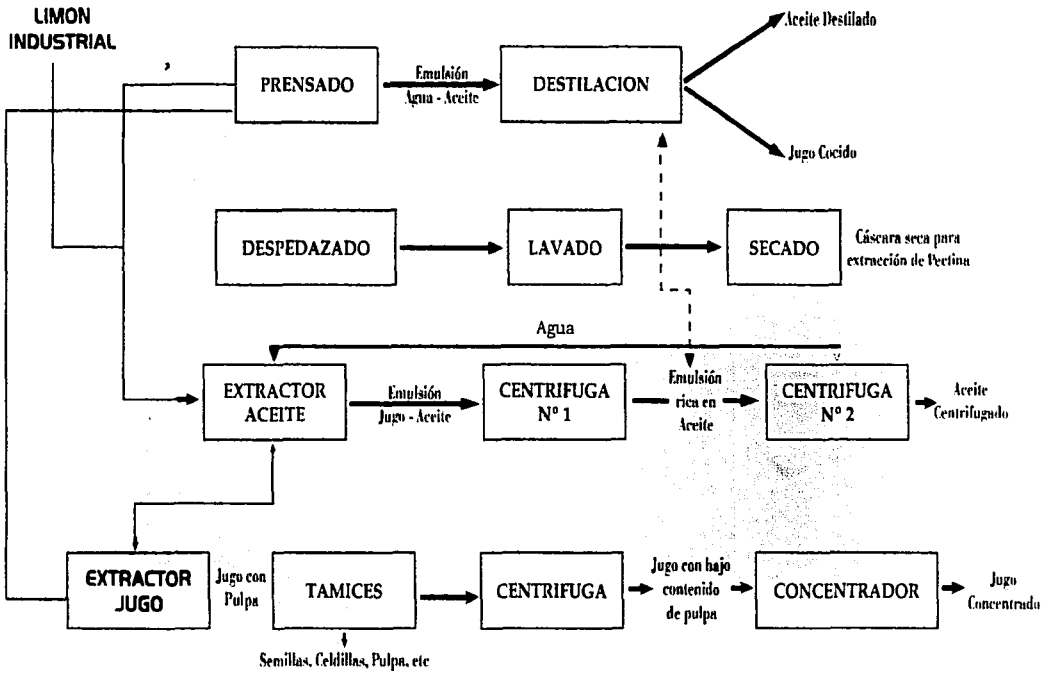 LIMON
INDUSTRIAL
PRENSADO
Emulsión
Agua - Aceite
DESTILACION
Aceite Destilado
Jugo Cocido
DESPEDAZADO
LAVADO
SECADO
Cáscara seca para
extracción de Pectina
Agua
EXTRACTOR
ACEITE
Emulsión
Jugo - Aceite
CENTRIFUGA
Nº 1
Emulsión
rica en
Aceite
CENTRIFUGA
Nº 2
Aceite
Centrifugado
EXTRACTOR
JUGO
Jugo con
Pulpa
TAMICES
CENTRIFUGA
Jugo con bajo
contenido
de pulpa
CONCENTRADOR
Jugo
Concentrado
Semillas, Celdillas, Pulpa, etc